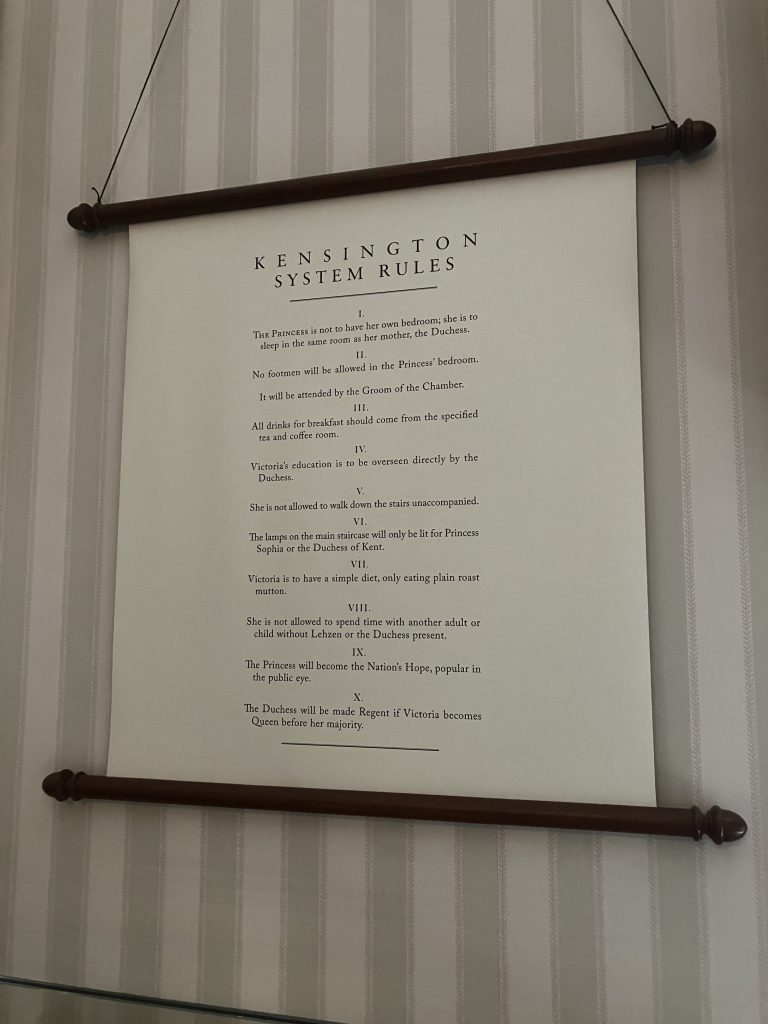 KENSINGTON
SYSTEM RULES
I.
THE PRINCESS is not to have her own bedroom; she is to
sleep in the same room as her mother, the Duchess.
II.
No footmen will be allowed in the Princess' bedroom.
It will be attended by the Groom of the Chamber.
III.
All drinks for breakfast should come from the specified
tea and coffee room.
IV.
Victoria's education is to be overseen directly by the
Duchess.
V.
She is not allowed to walk down the stairs unaccompanied.
VI.
The lamps on the main staircase will only be lit for Princess
Sophia or the Duchess of Kent.
VII.
Victoria is to have a simple diet, only eating plain roast
mutton.
VIII.
She is not allowed to spend time with another adult or
child without Lehzen or the Duchess present.
IX.
The Princess will become the Nation's Hope, popular in
the public eye.
X.
The Duchess will be made Regent if Victoria becomes
Queen before her majority.